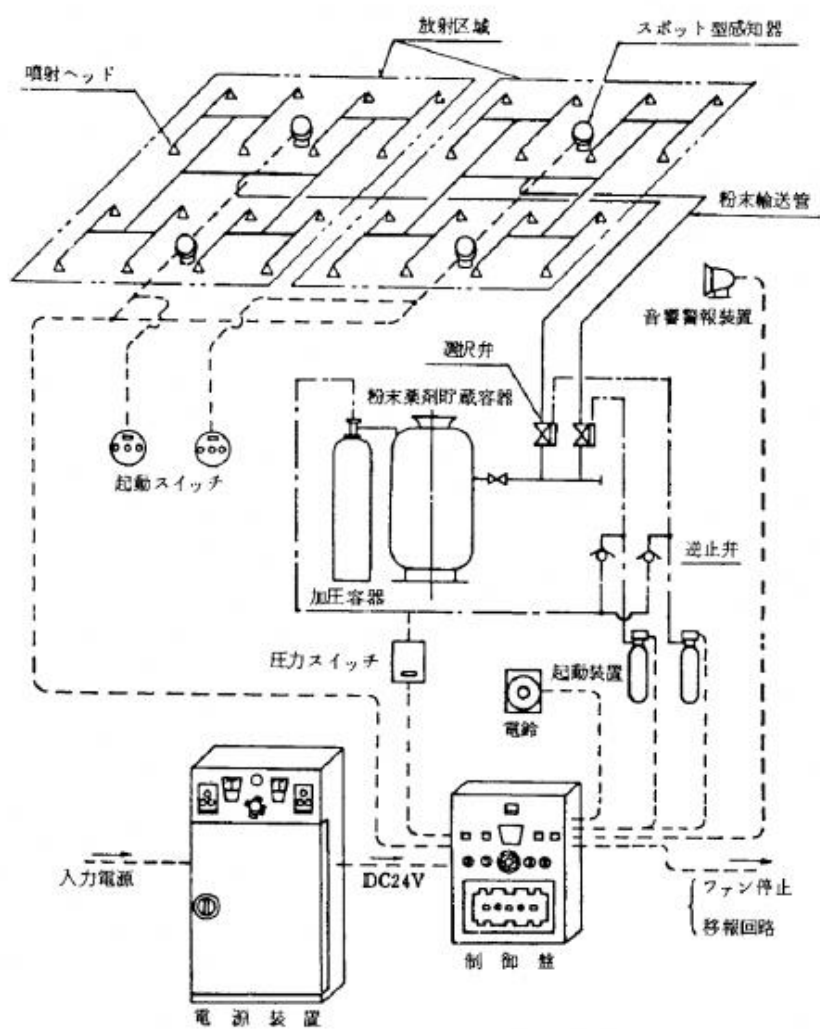 放射区域
スポット型感知器
噴射ヘッド
粉末輸送管
音響警報装置
選択弁
粉末薬剤貯蔵容器
起動スイッチ
逆止弁
加圧容器
圧力スイッチ
起動装置
電鈴
入力電源
DC24V
ファン停止
移報回路
制御盤
電源装置